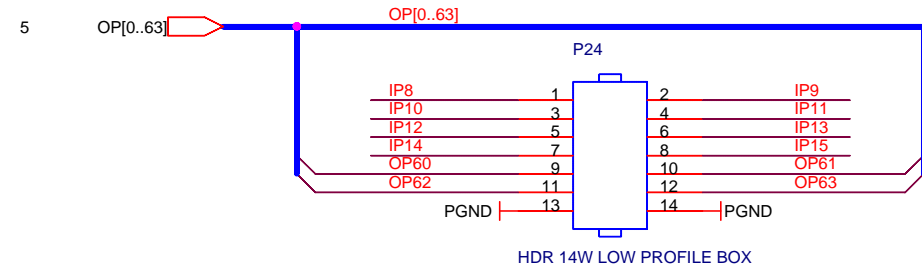 OP[0..63]
5 OP[0..63]
P24
IP8 1 2 IP9
IP10 3 4 IP11
IP12 5 6 IP13
IP14 7 8 IP15
OP60 9 10 OP61
OP62 11 12 OP63
PGND 13 14 PGND
HDR 14W LOW PROFILE BOX